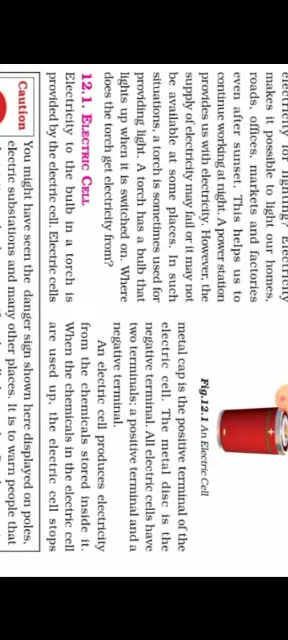 electricity for lighting? Electricity
makes it possible to light our homes,
roads, offices, markets and factories
even after sunset. This helps us to
continue working at night. A power station
provides us with electricity. However, the
supply of electricity may fail or it may not
be available at some places. In such
situations, a torch is sometimes used for
providing light. A torch has a bulb that
lights up when it is switched on. Where
does the torch get electricity from?
12.1. ELECTRIC CELL
Electricity to the bulb in a torch is
provided by the electric cell. Electric cells
Fig.12.1 An Electric Cell
metal cap is the positive terminal of the
electric cell. The metal disc is the
negative terminal. All electric cells have
two terminals; a positive terminal and a
negative terminal.
An electric cell produces electricity
from the chemicals stored inside it.
When the chemicals in the electric cell
are used up, the electric cell stops
Caution
You might have seen the danger sign shown here displayed on poles,
electric substations and many other places. It is to warn people that